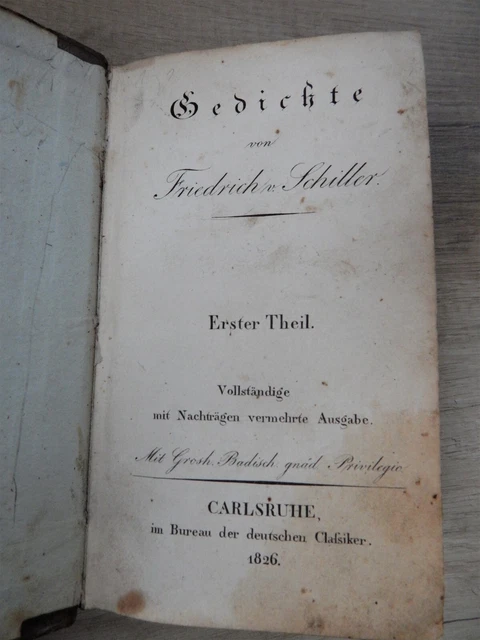 Gedichte
von
Friedrich v. Schiller.
Erster Theil.
Vollständige
mit Nachträgen vermehrte Ausgabe.
Mit Grosh. Badisch. gnäd. Privilegio
CARLSRUHE,
im Bureau der deutschen Claſsiker.
1826.